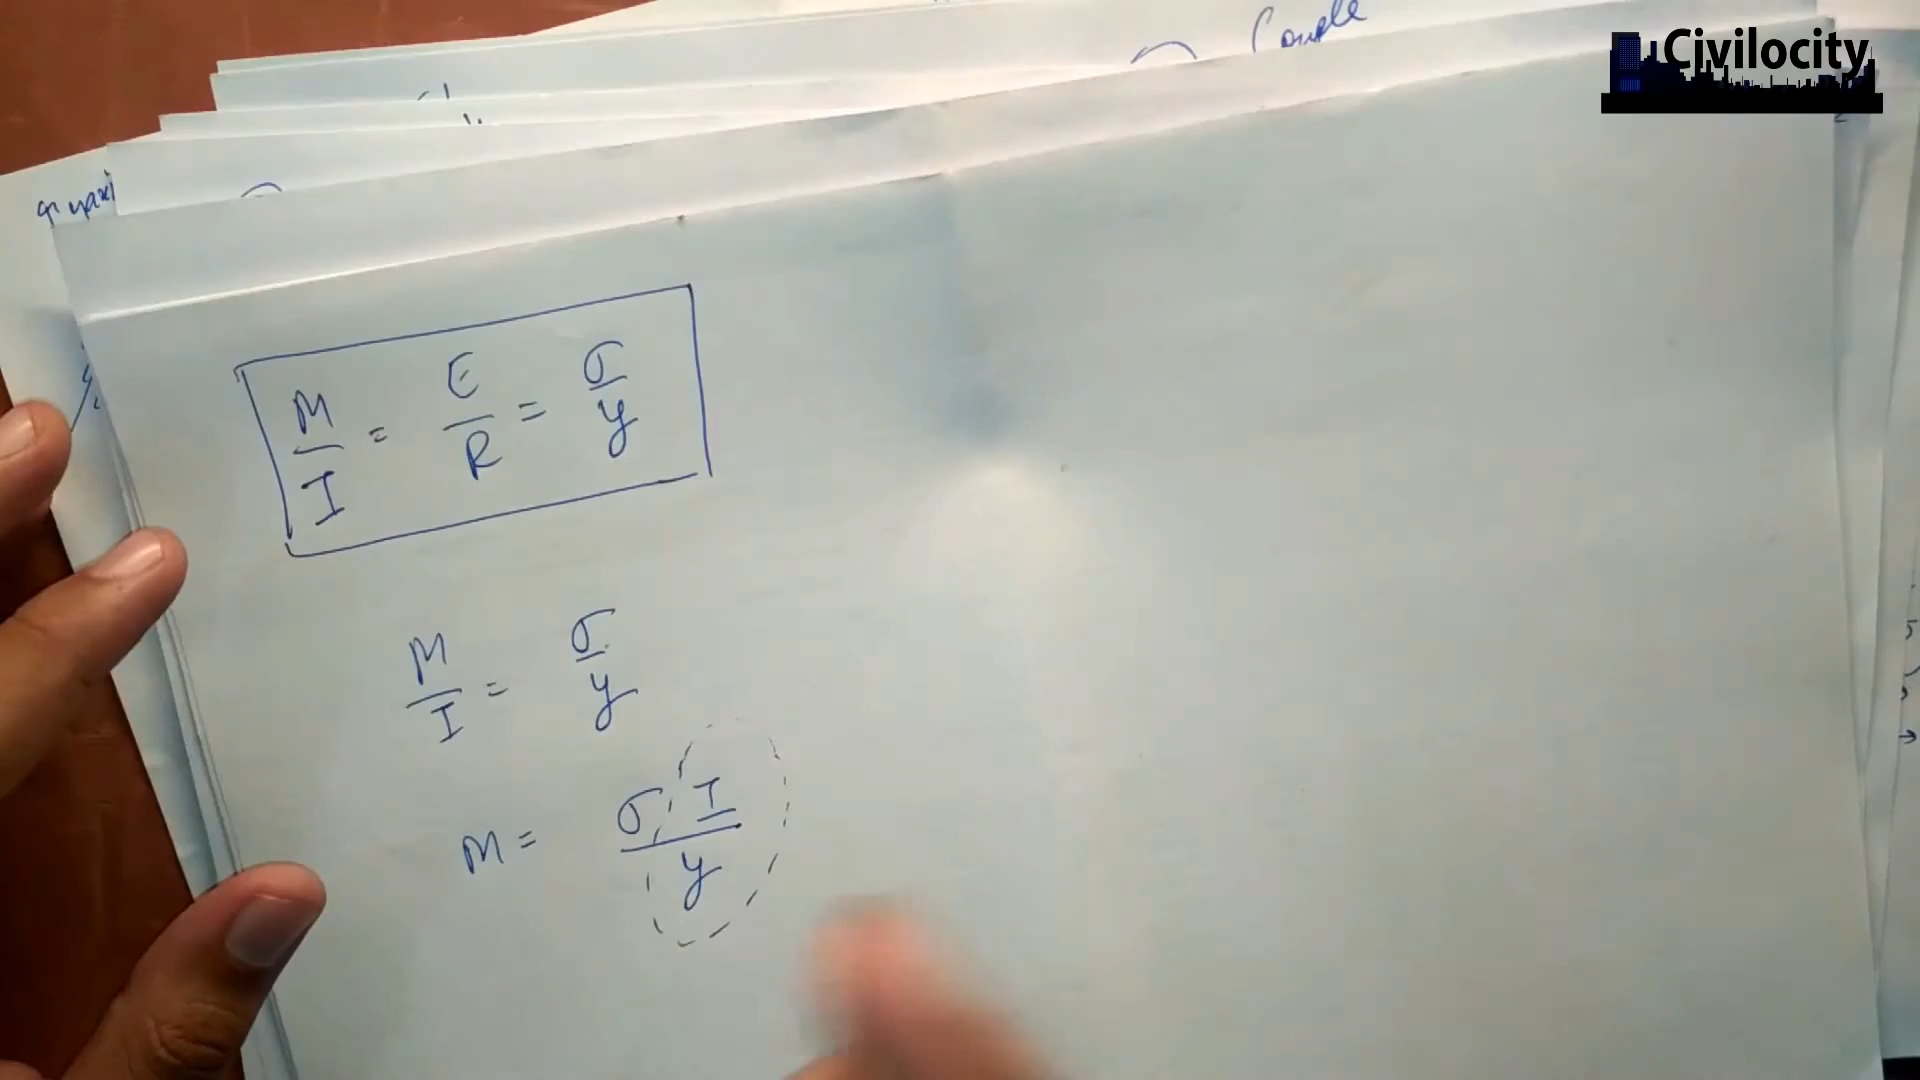 Couple
Civilocity
M/I = E/R = σ/y
M/I = σ/y
M = σ I/y